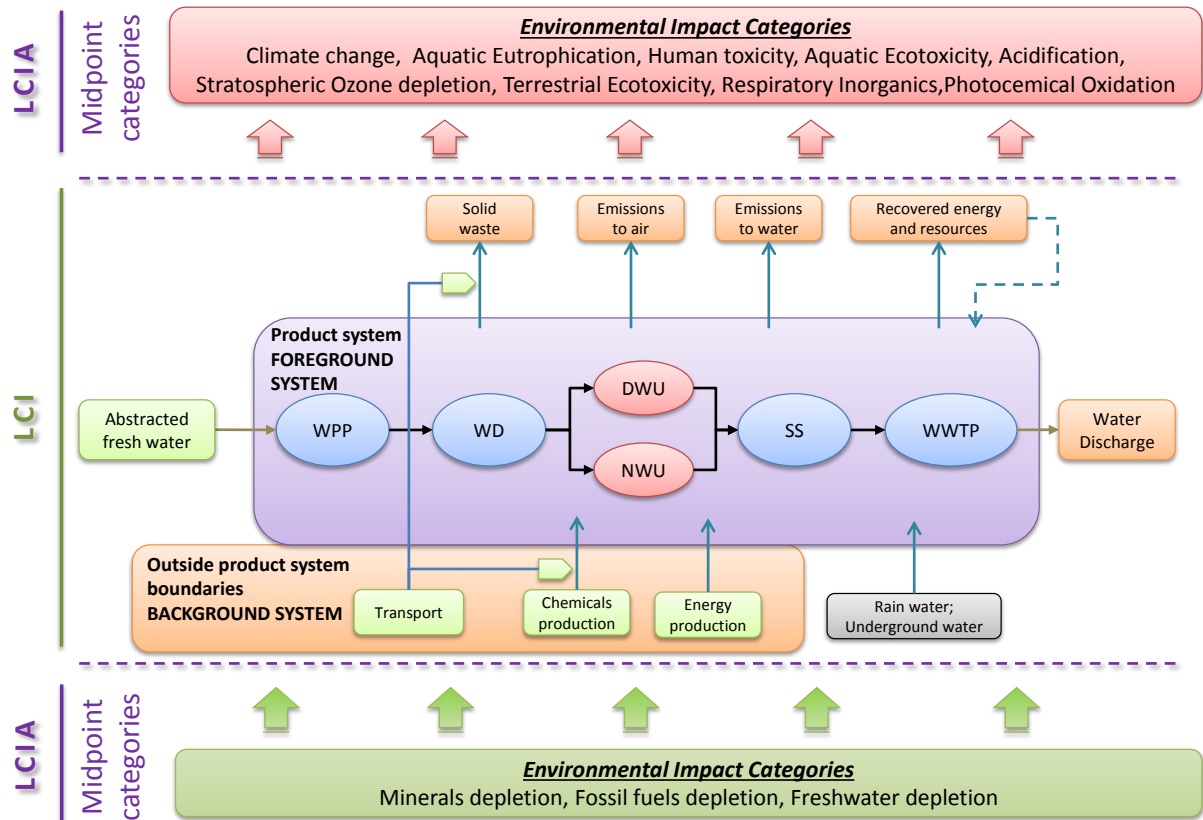 LCIA
Midpoint
categories
Environmental Impact Categories
Climate change, Aquatic Eutrophication, Human toxicity, Aquatic Ecotoxicity, Acidification,
Stratospheric Ozone depletion, Terrestrial Ecotoxicity, Respiratory Inorganics,Photocemical Oxidation
LCI
Solid
waste
Emissions
to air
Emissions
to water
Recovered energy
and resources
Product system
FOREGROUND
SYSTEM
Abstracted
fresh water
WPP
WD
DWU
NWU
SS
WWTP
Water
Discharge
Outside product system
boundaries
BACKGROUND SYSTEM
Transport
Chemicals
production
Energy
production
Rain water;
Underground water
LCIA
Midpoint
categories
Environmental Impact Categories
Minerals depletion, Fossil fuels depletion, Freshwater depletion